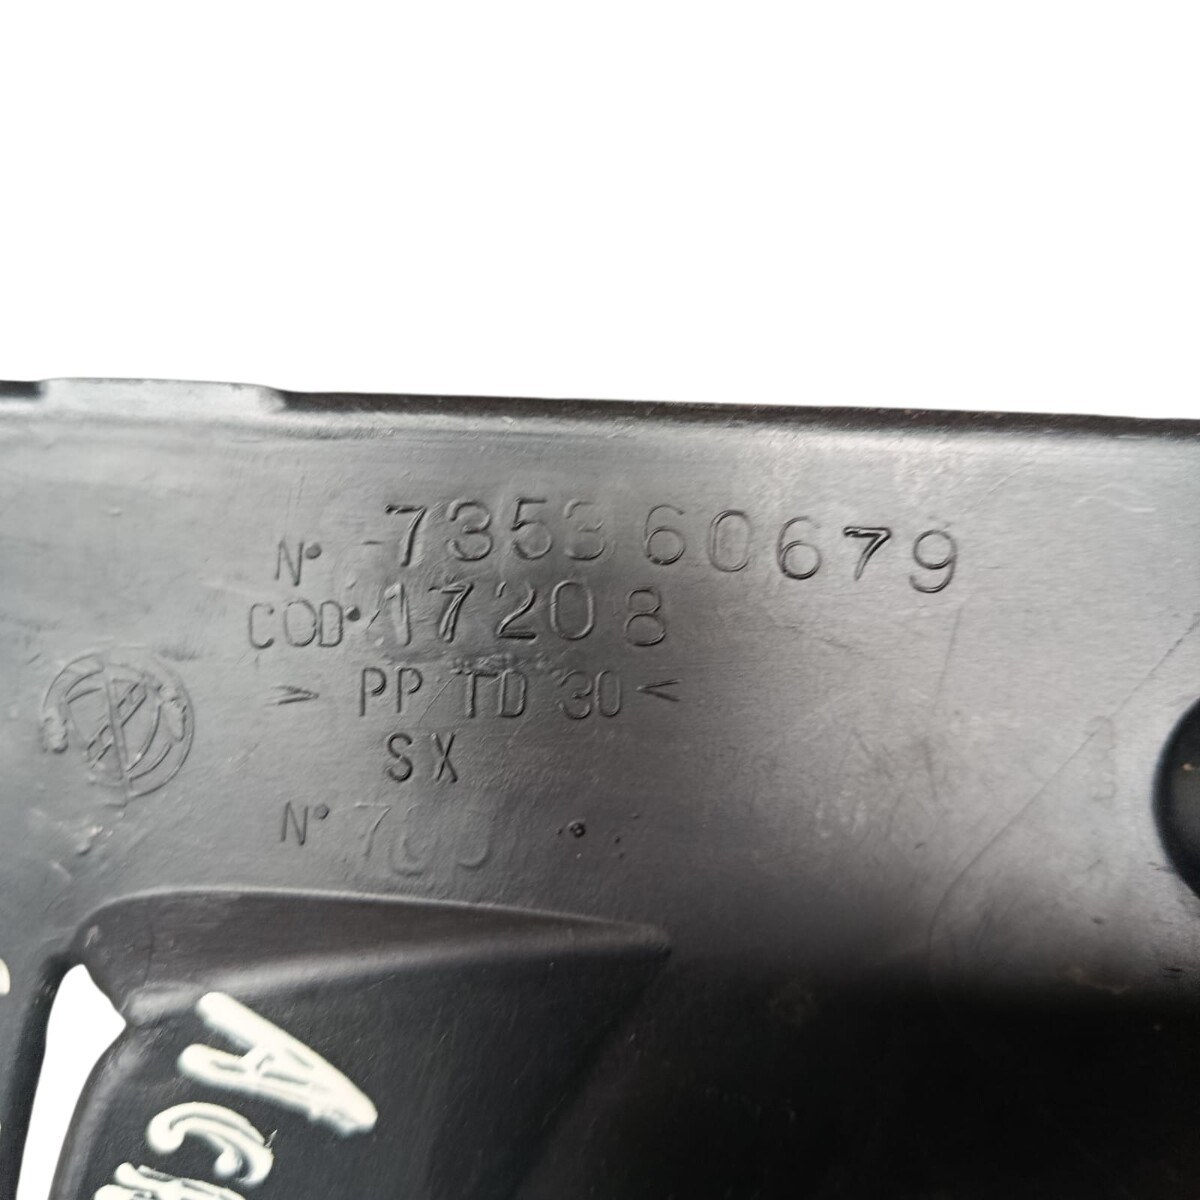 N° 735360679
COD. 17208
> PP TD 30 <
SX
N°